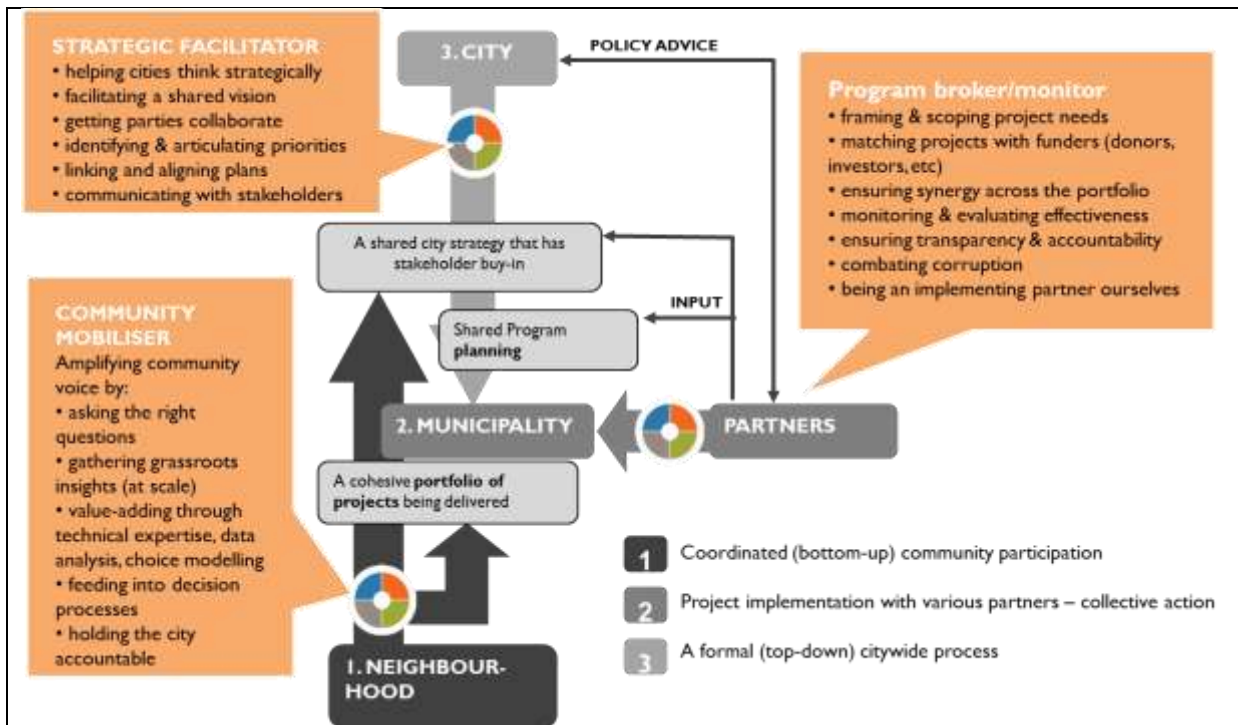 STRATEGIC FACILITATOR
• helping cities think strategically
• facilitating a shared vision
• getting parties collaborate
• identifying & articulating priorities
• linking and aligning plans
• communicating with stakeholders
3. CITY
POLICY ADVICE
Program broker/monitor
• framing & scoping project needs
• matching projects with funders (donors,
investors, etc)
• ensuring synergy across the portfolio
• monitoring & evaluating effectiveness
• ensuring transparency & accountability
• combating corruption
• being an implementing partner ourselves
A shared city strategy that has
stakeholder buy-in
INPUT
Shared Program
planning
COMMUNITY
MOBILISER
Amplifying community
voice by:
• asking the right
questions
• gathering grassroots
insights (at scale)
• value-adding through
technical expertise, data
analysis, choice modelling
• feeding into decision
processes
• holding the city
accountable
2. MUNICIPALITY
PARTNERS
A cohesive portfolio of
projects being delivered
1. NEIGHBOUR-
HOOD
1 Coordinated (bottom-up) community participation
2 Project implementation with various partners – collective action
3 A formal (top-down) citywide process